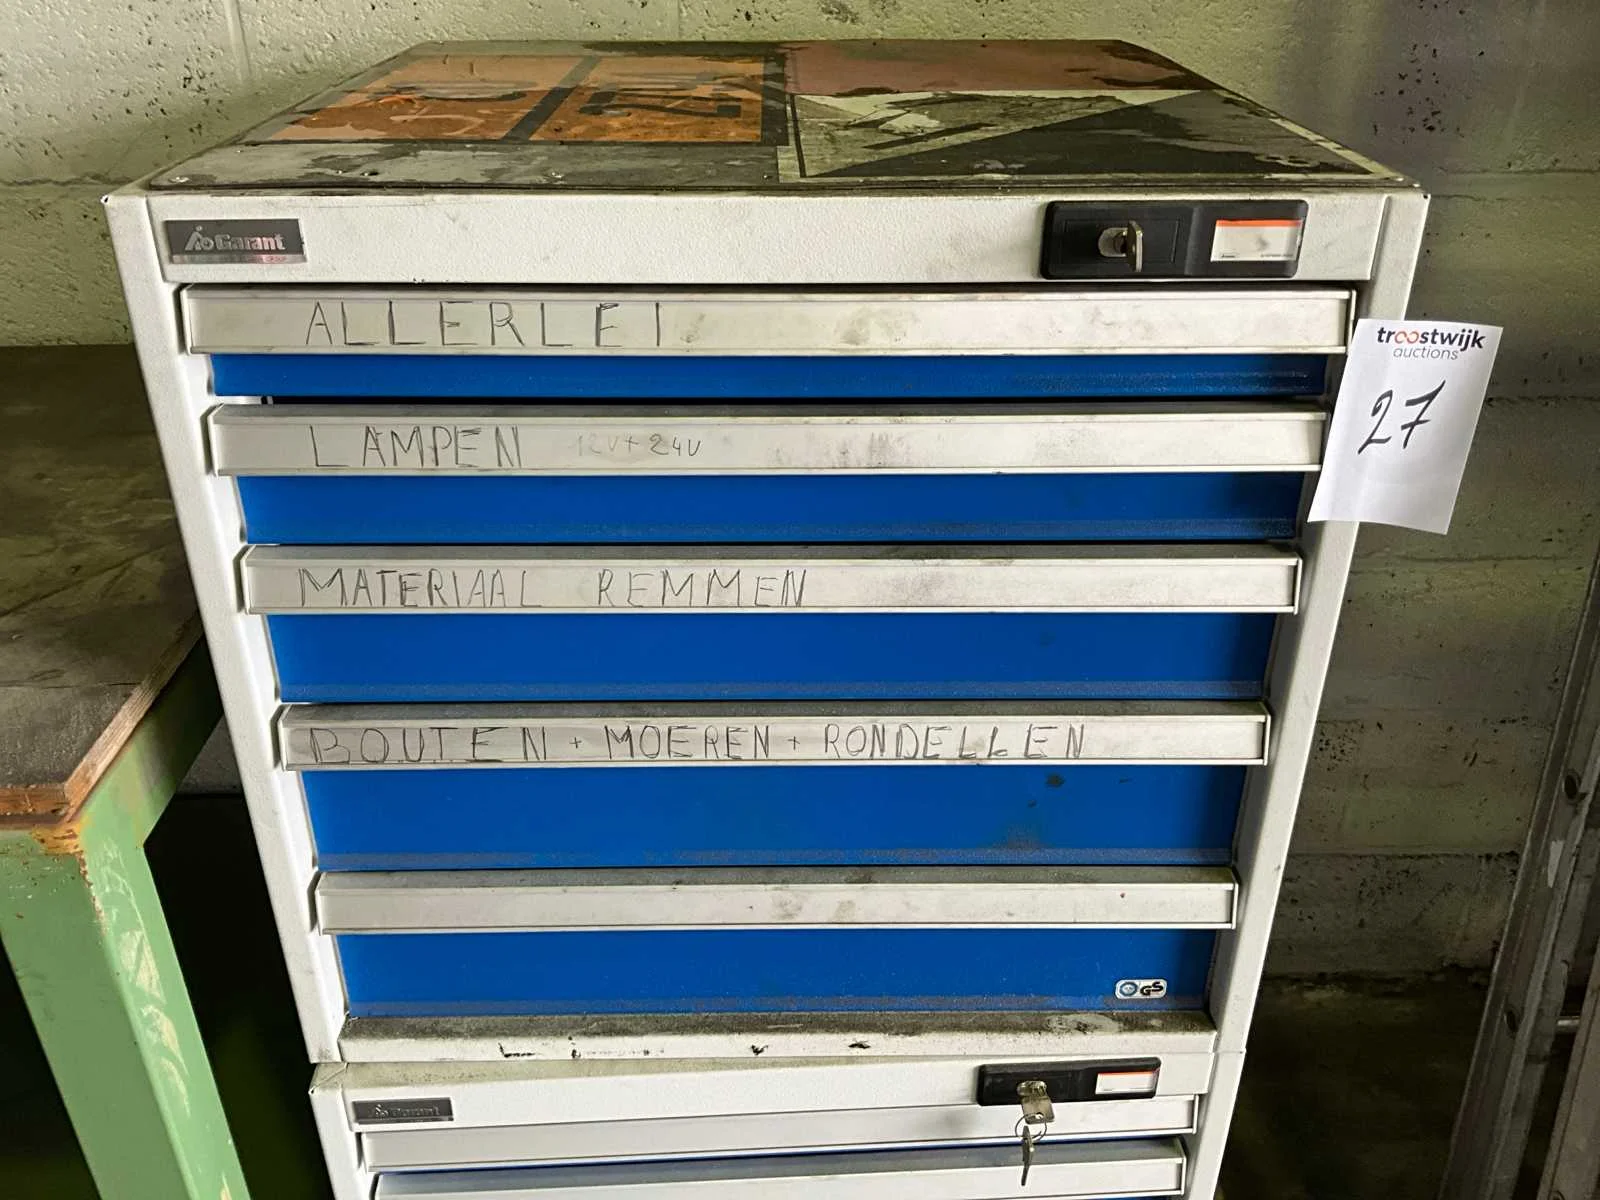 Garant
ALLERLEI
troostwijk
auctions
27
LAMPEN 12V+24V
MATERIAAL REMMEN
BOUTEN + MOEREN + RONDELLEN
GS
Garant